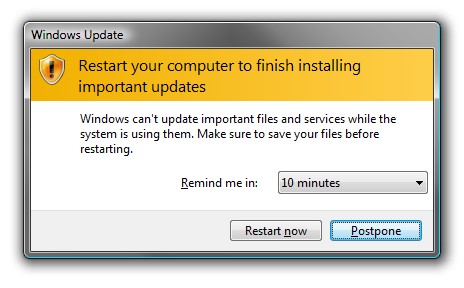 Windows Update
Restart your computer to finish installing
important updates
Windows can't update important files and services while the
system is using them. Make sure to save your files before
restarting.
Remind me in: 10 minutes
Restart now Postpone